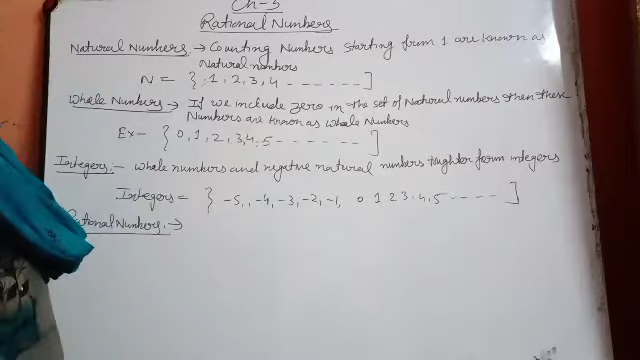 Ch-3
Rational Numbers
Natural Numbers → Counting Numbers starting from 1 are known as
Natural nombers
N = { 1, 2, 3, 4 - - - - - - - ]
Whole Numbers → If we include zero in the set of Natural numbers then these
Numbers are known as whole Numbers
Ex- { 0, 1, 2, 3, 4, 5 - - - - - - - ]
Integers - whole numbers and negtive natural numbers toghter form integers
Integers = { -5, -4, -3, -2, -1, 0 1 2 3, 4, 5 - - - - - ]
Rational Numbers →